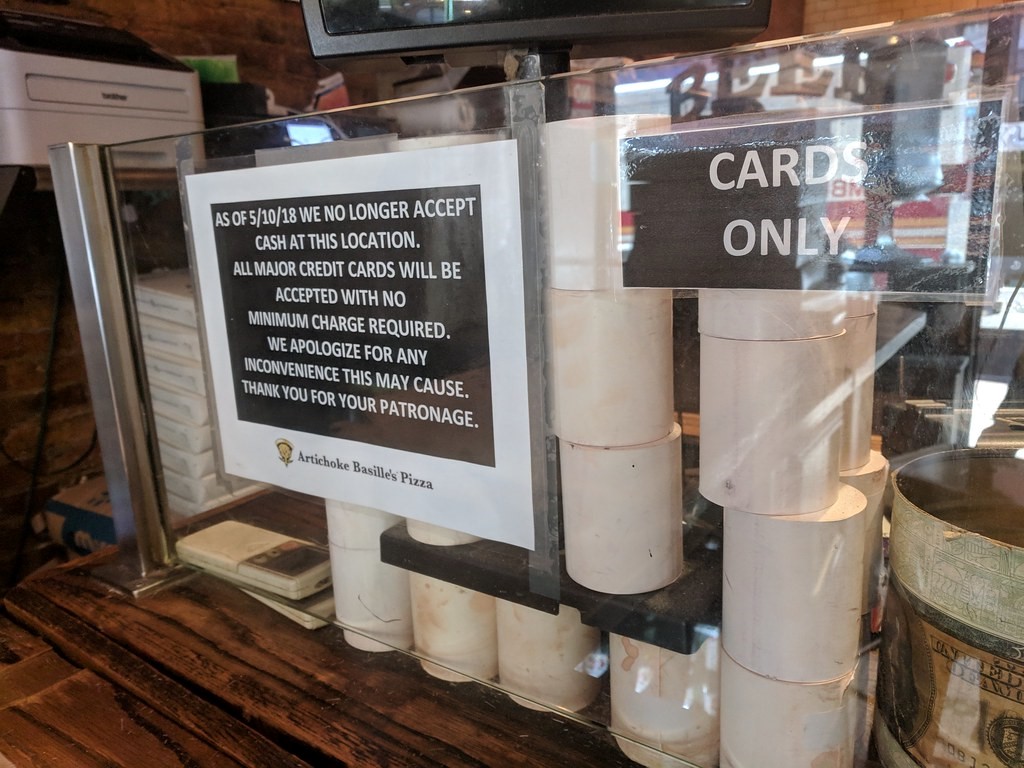 brother
BEER
AS OF 5/10/18 WE NO LONGER ACCEPT
CASH AT THIS LOCATION.
ALL MAJOR CREDIT CARDS WILL BE
ACCEPTED WITH NO
MINIMUM CHARGE REQUIRED.
WE APOLOGIZE FOR ANY
INCONVENIENCE THIS MAY CAUSE.
THANK YOU FOR YOUR PATRONAGE.
Artichoke Basille's Pizza
CARDS
ONLY